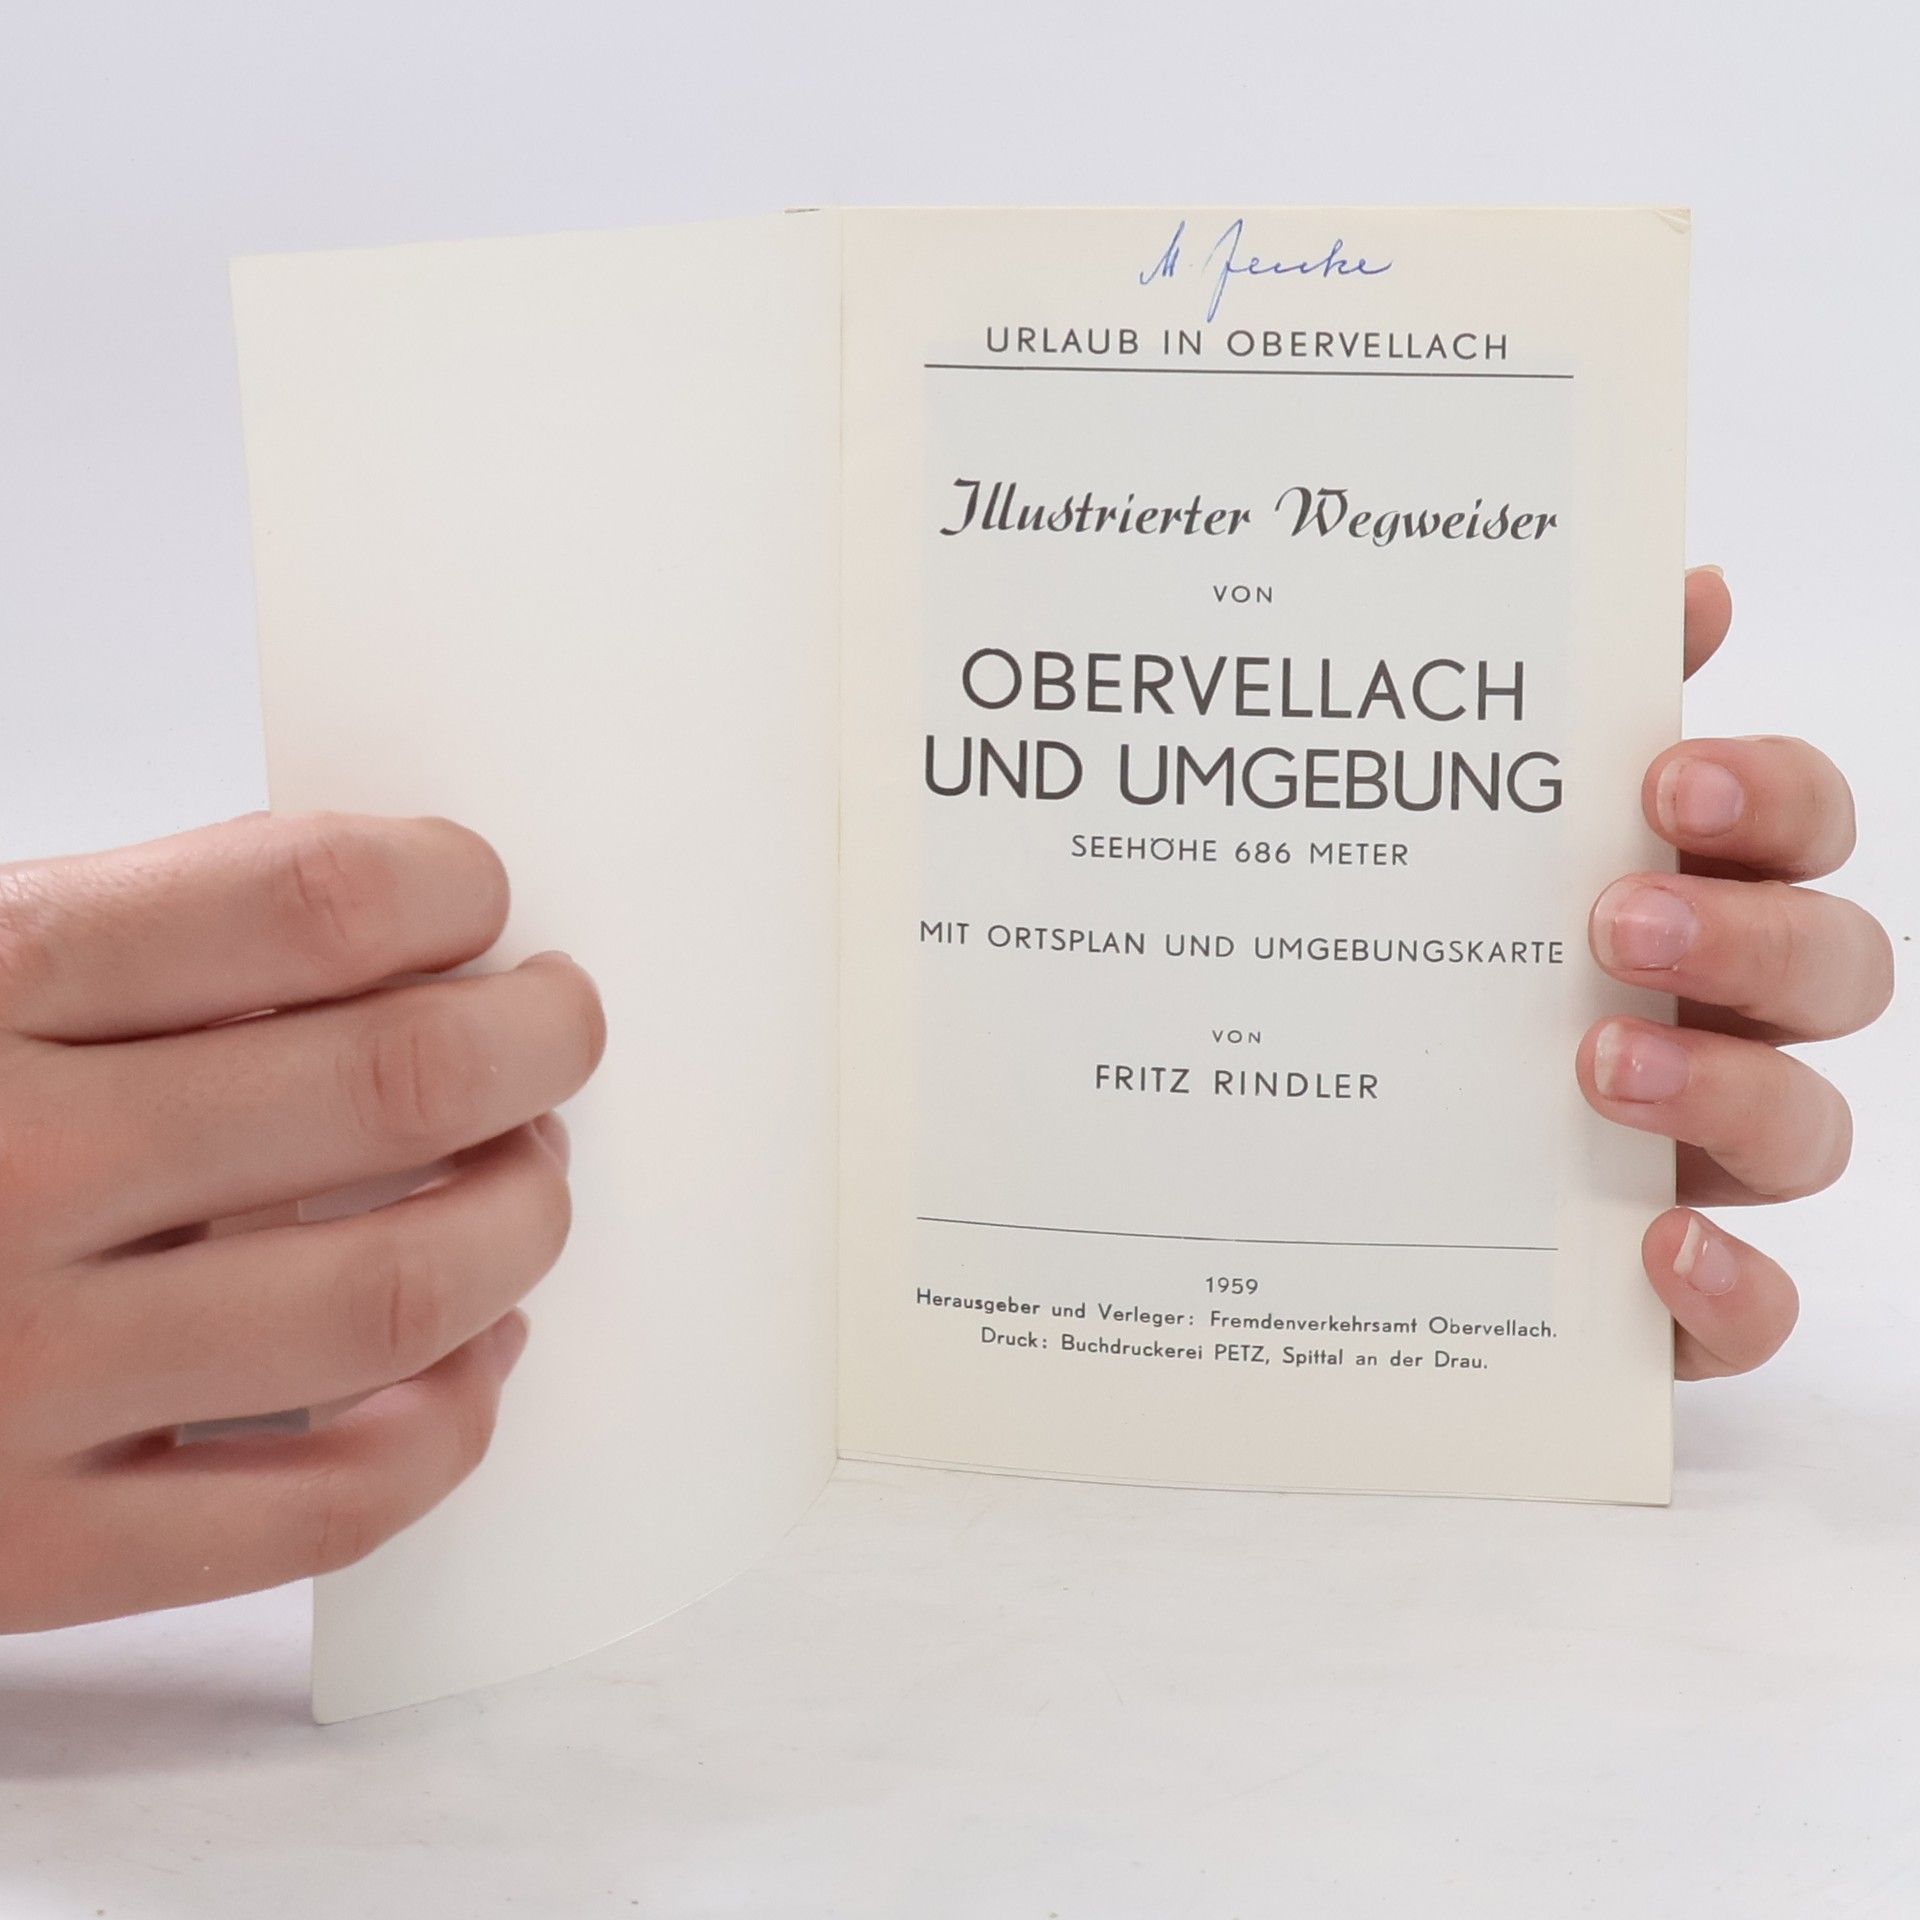 M. Jencke
URLAUB IN OBERVELLACH
Illustrierter Wegweiser
VON
OBERVELLACH
UND UMGEBUNG
SEEHÖHE 686 METER
MIT ORTSPLAN UND UMGEBUNGSKARTE
VON
FRITZ RINDLER
1959
Herausgeber und Verleger: Fremdenverkehrsamt Obervellach.
Druck: Buchdruckerei PETZ, Spittal an der Drau.